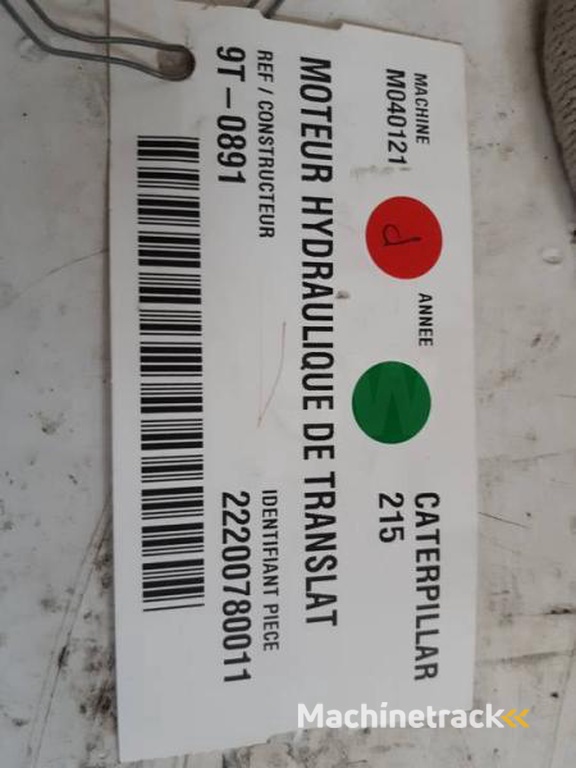 MACHINE
M040121
ANNEE
CATERPILLAR
215
d
MOTEUR HYDRAULIQUE DE TRANSLAT
REF / CONSTRUCTEUR
9T-0891
IDENTIFIANT PIECE
22200780011
Machinetrack